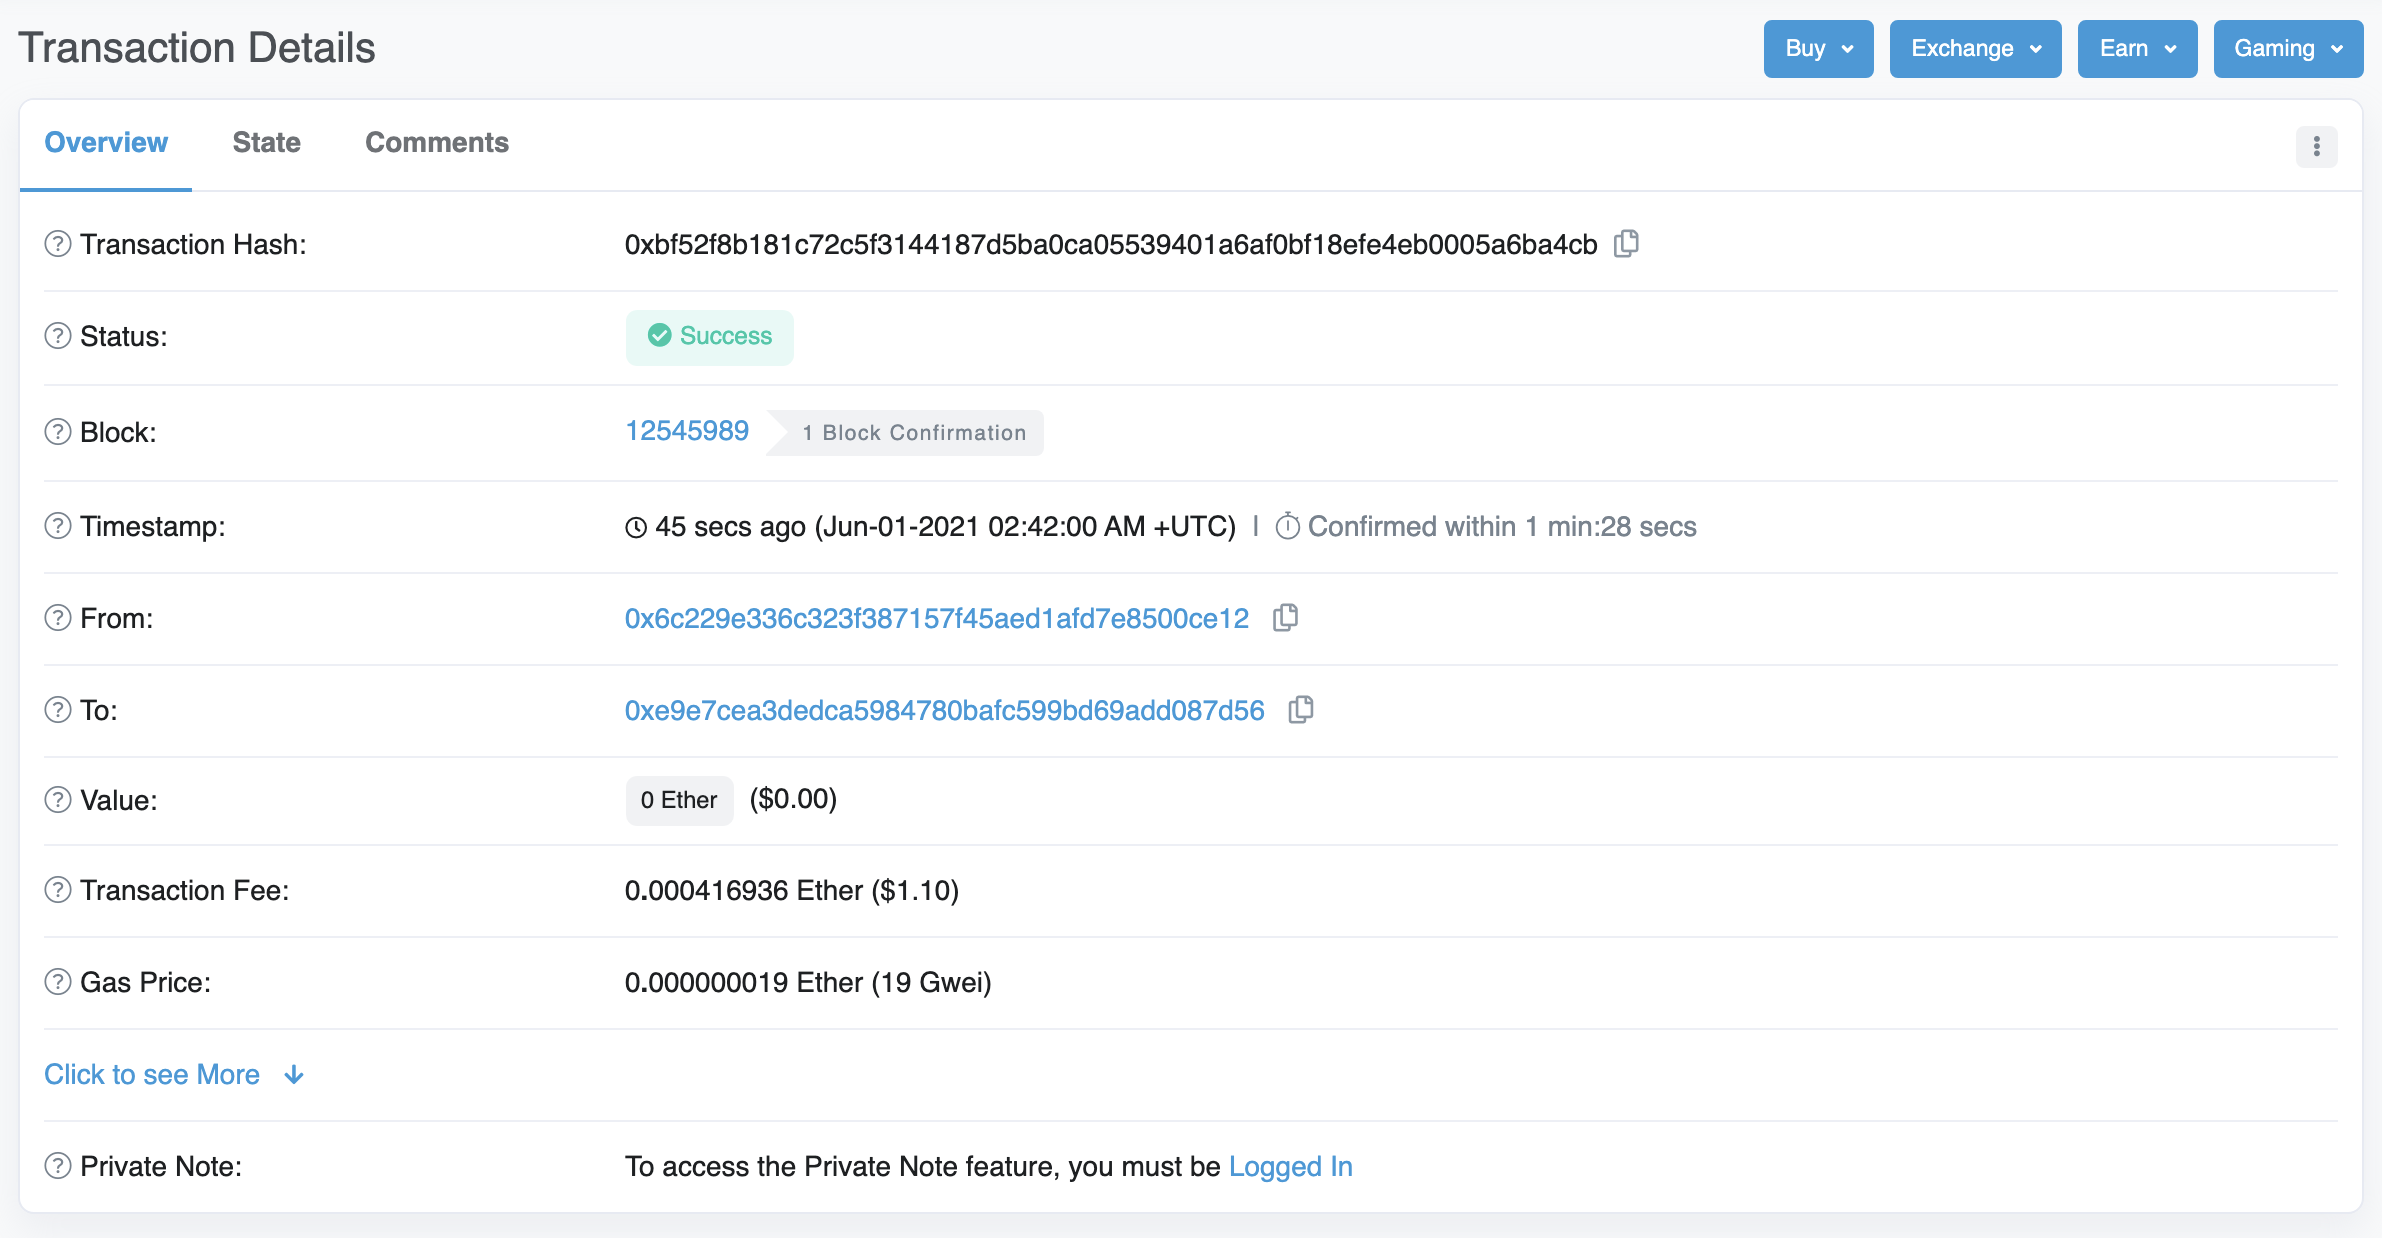 Transaction Details
Buy
Exchange
Earn
Gaming
Overview
State
Comments
Transaction Hash: 0xbf52f8b181c72c5f3144187d5ba0ca05539401a6af0bf18efe4eb0005a6ba4cb
Status: Success
Block: 12545989 1 Block Confirmation
Timestamp: 45 secs ago (Jun-01-2021 02:42:00 AM +UTC) | Confirmed within 1 min:28 secs
From: 0x6c229e336c323f387157f45aed1afd7e8500ce12
To: 0xe9e7cea3dedca5984780bafc599bd69add087d56
Value: 0 Ether ($0.00)
Transaction Fee: 0.000416936 Ether ($1.10)
Gas Price: 0.000000019 Ether (19 Gwei)
Click to see More
Private Note: To access the Private Note feature, you must be Logged In